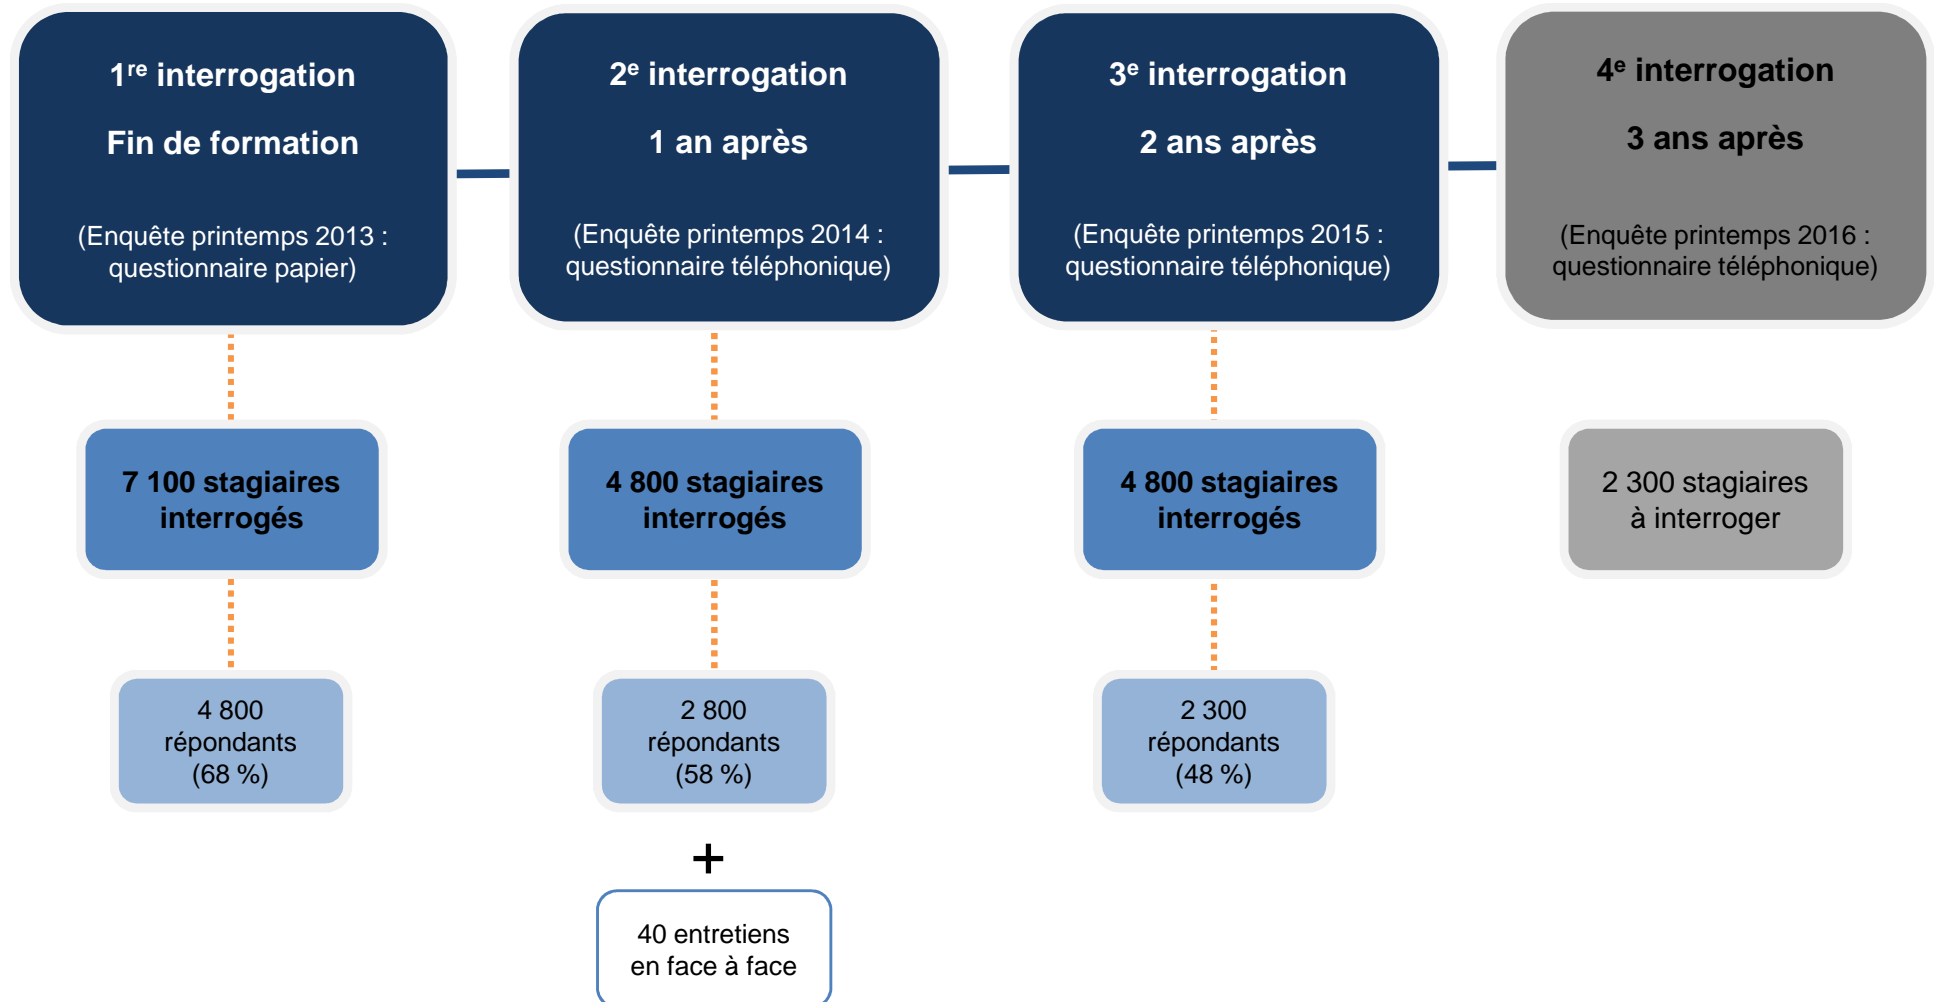 1re interrogation
Fin de formation
(Enquête printemps 2013 :
questionnaire papier)
2e interrogation
1 an après
(Enquête printemps 2014 :
questionnaire téléphonique)
3e interrogation
2 ans après
(Enquête printemps 2015 :
questionnaire téléphonique)
4e interrogation
3 ans après
(Enquête printemps 2016 :
questionnaire téléphonique)
7 100 stagiaires
interrogés
4 800 stagiaires
interrogés
4 800 stagiaires
interrogés
2 300 stagiaires
à interroger
4 800
répondants
(68 %)
2 800
répondants
(58 %)
2 300
répondants
(48 %)
+
40 entretiens
en face à face